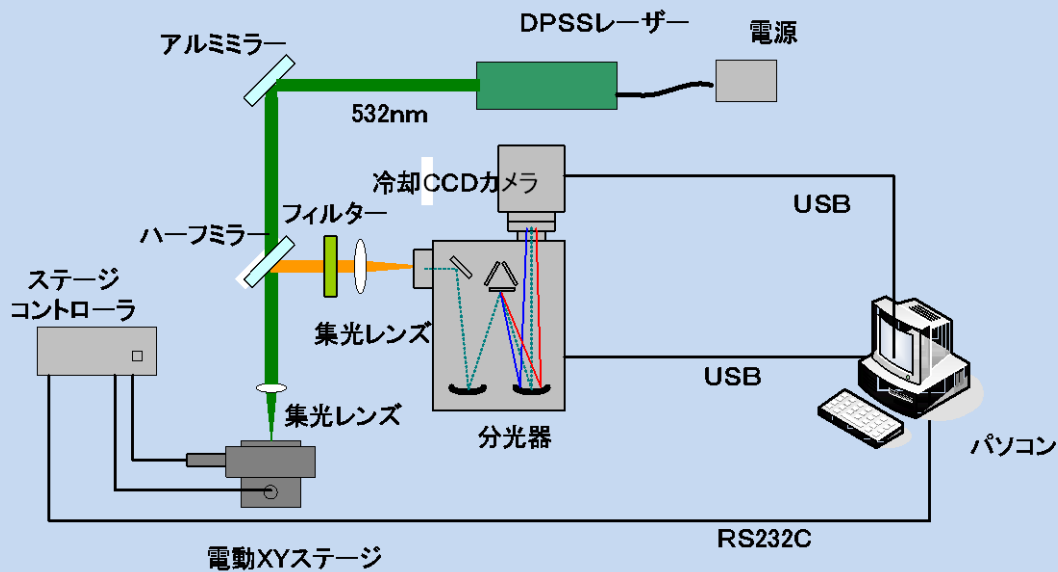 DPSSレーザー
電源
アルミミラー
532nm
冷却CCDカメラ
USB
フィルター
ハーフミラー
ステージ
コントローラ
集光レンズ
USB
集光レンズ
分光器
パソコン
RS232C
電動XYステージ